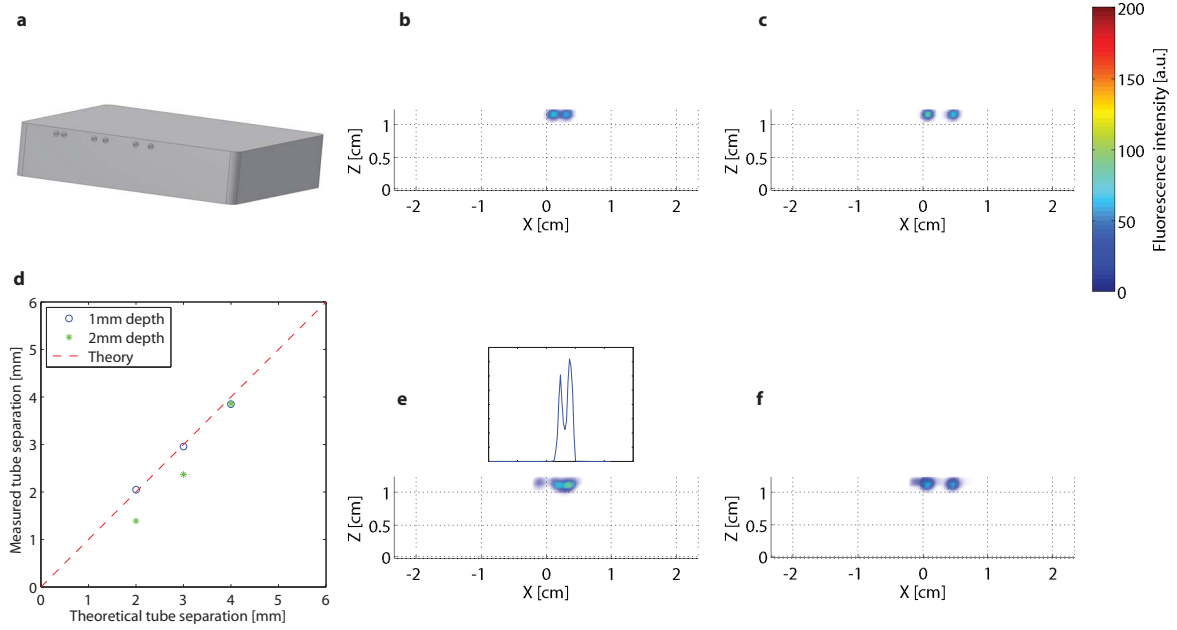 a
b
Z [cm]
1
0.5
0
-2
-1
0
1
2
X [cm]
c
Z [cm]
1
0.5
0
-2
-1
0
1
2
X [cm]
200
150
100
50
0
Fluorescence intensity [a.u.]
d
6
5
4
3
2
1
0
Measured tube separation [mm]
1mm depth
2mm depth
Theory
0
1
2
3
4
5
6
Theoretical tube separation [mm]
e
Z [cm]
1
0.5
0
-2
-1
0
1
2
X [cm]
f
Z [cm]
1
0.5
0
-2
-1
0
1
2
X [cm]